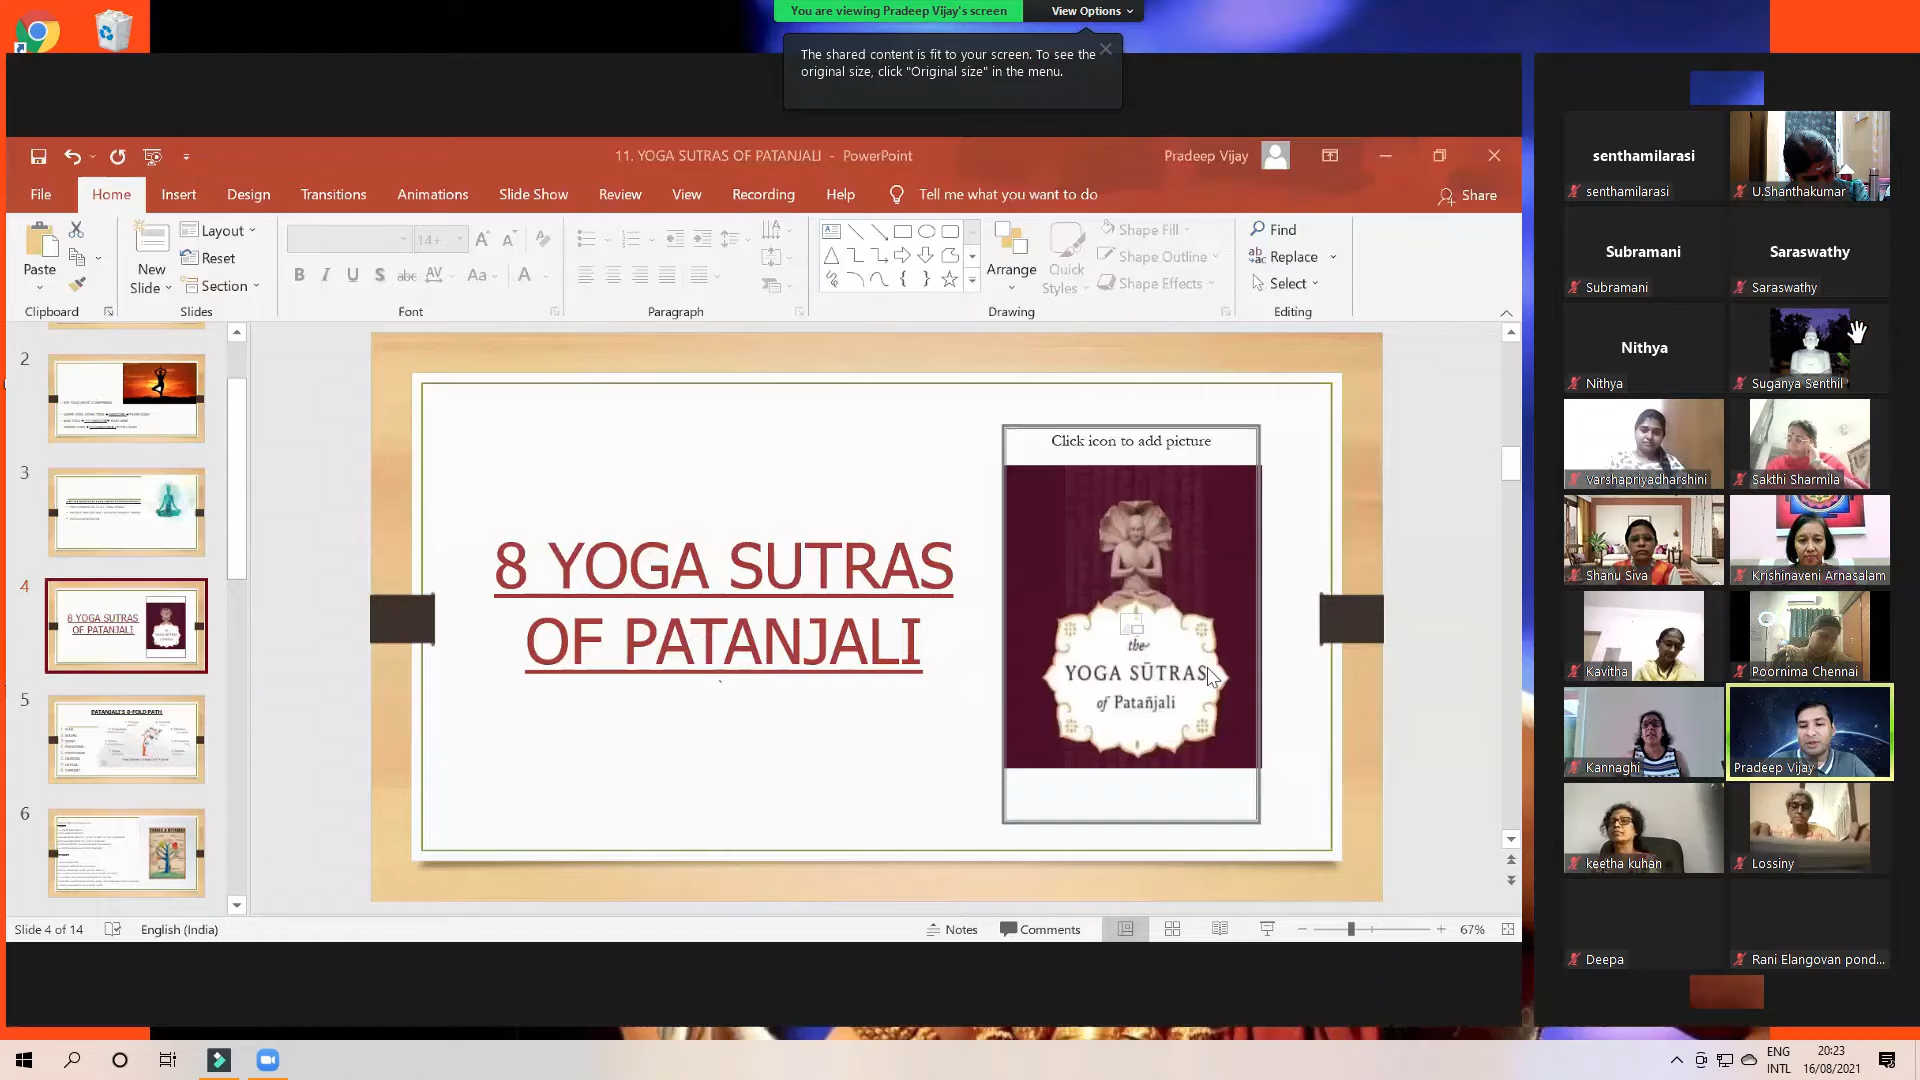 You are viewing Pradeep Vijay's screen
View Options
The shared content is fit to your screen. To see the
original size, click "Original size" in the menu.
11. YOGA SUTRAS OF PATANJALI - PowerPoint
Pradeep Vijay
File Home Insert Design Transitions Animations Slide Show Review View Recording Help Tell me what you want to do Share
Paste
Clipboard
New
Slide
Layout
Reset
Section
Slides
14+
B I U S abc AV Aa A
Font
Paragraph
Arrange
Quick
Styles
Shape Fill
Shape Outline
Shape Effects
Drawing
Find
Replace
Select
Editing
2
3
4
8 YOGA SUTRAS
OF PATANJALI
5
PATANJALI'S 8-FOLD PATH
6
8 YOGA SUTRAS
OF PATANJALI
Click icon to add picture
the
YOGA SŪTRAS
of Patañjali
Slide 4 of 14
English (India)
Notes
Comments
67%
senthamilarasi
senthamilarasi
U.Shanthakumar
Subramani
Subramani
Saraswathy
Saraswathy
Nithya
Nithya
Suganya Senthil
Varshapriyadharshini
Sakthi Sharmila
Shanu Siva
Krishinaveni Arnasalam
Kavitha
Poornima Chennai
Kannaghi
Pradeep Vijay
keetha kuhan
Lossiny
Deepa
Rani Elangovan pond...
ENG
INTL
20:23
16/08/2021